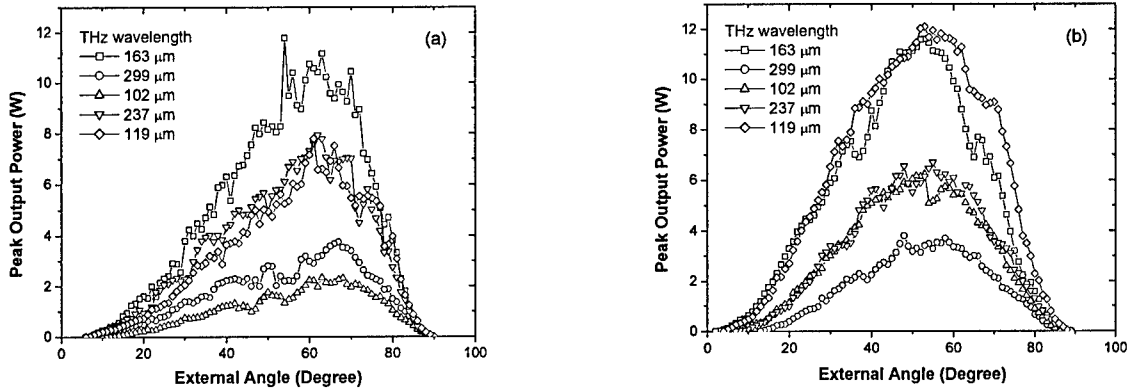 (a)
THz wavelength
163 μm
299 μm
102 μm
237 μm
119 μm
Peak Output Power (W)
12
10
8
6
4
2
0
0 20 40 60 80 100
External Angle (Degree)
(b)
THz wavelength
163 μm
299 μm
102 μm
237 μm
119 μm
Peak Output Power (W)
12
10
8
6
4
2
0
0 20 40 60 80 100
External Angle (Degree)